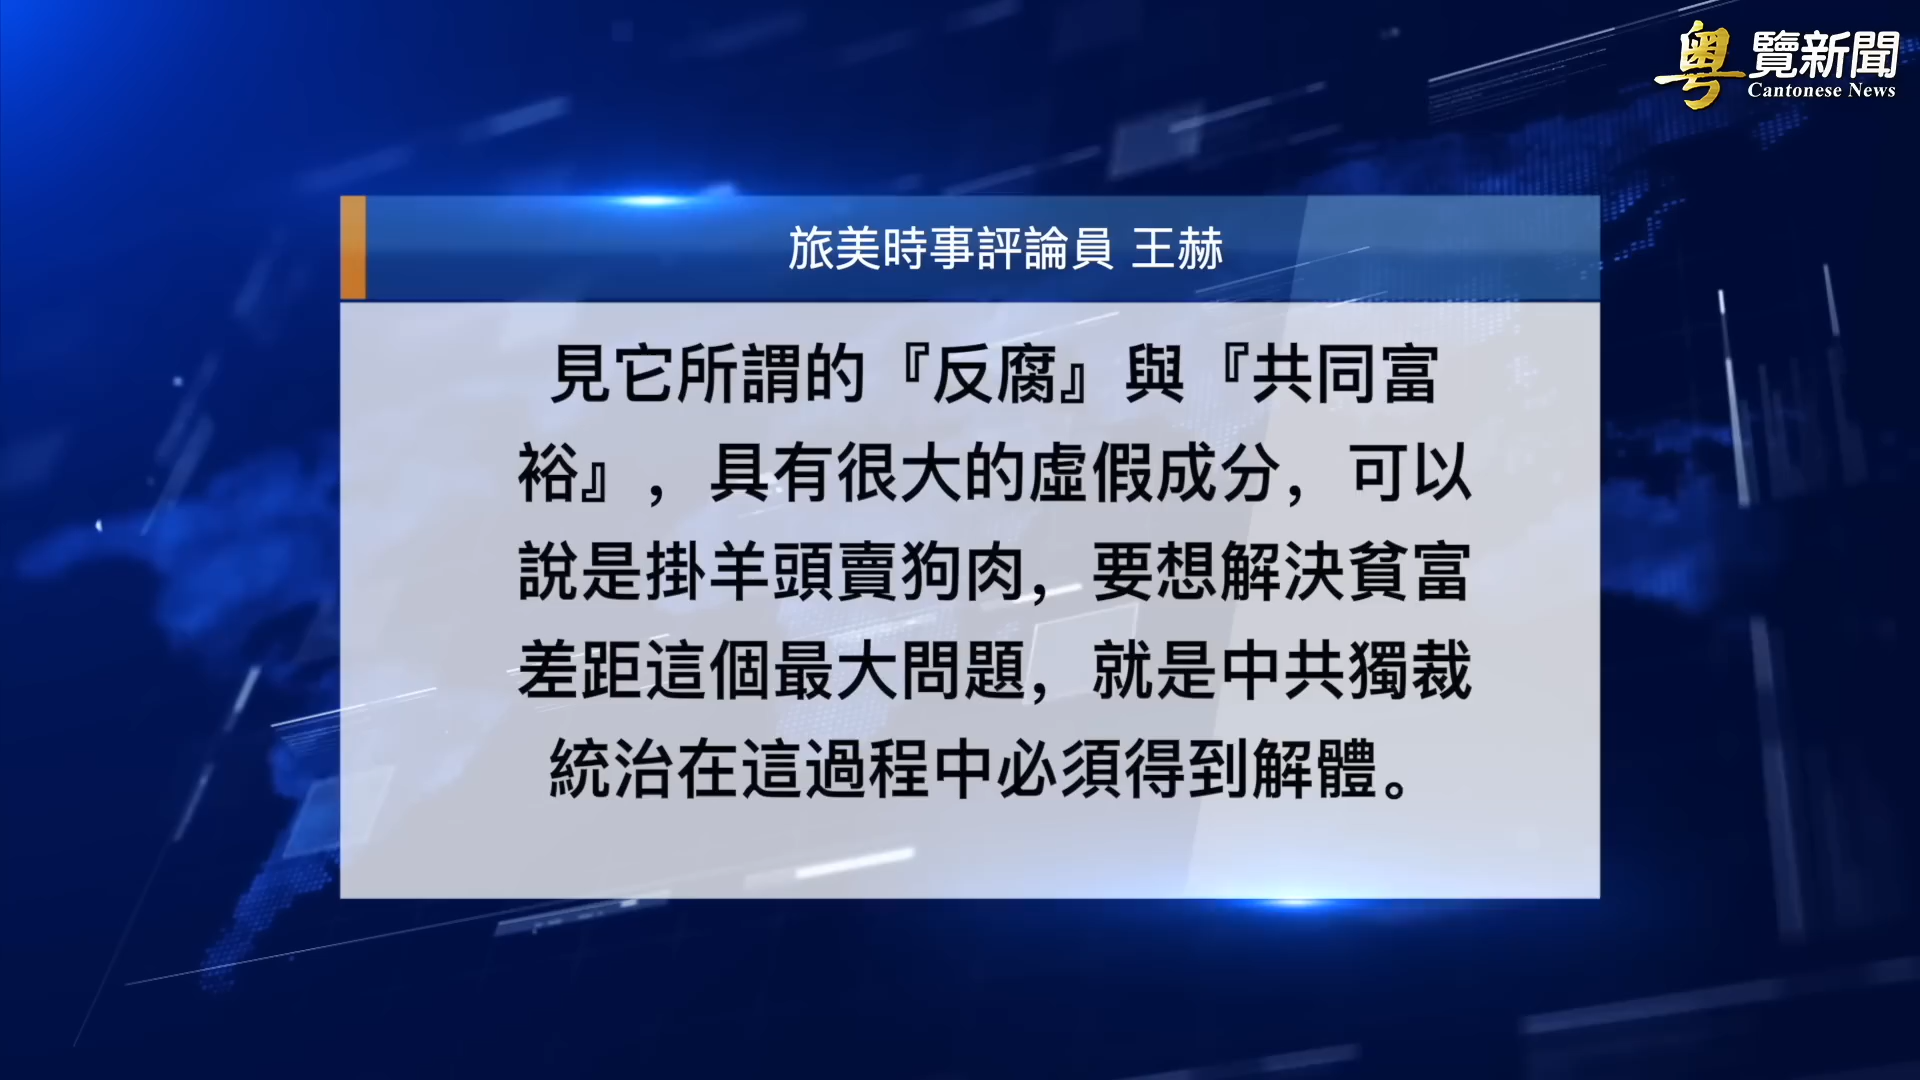 粵覽新聞
Cantonese News
旅美時事評論員 王赫
見它所謂的『反腐』與『共同富
裕』，具有很大的虛假成分，可以
說是掛羊頭賣狗肉，要想解決貧富
差距這個最大問題，就是中共獨裁
統治在這過程中必須得到解體。